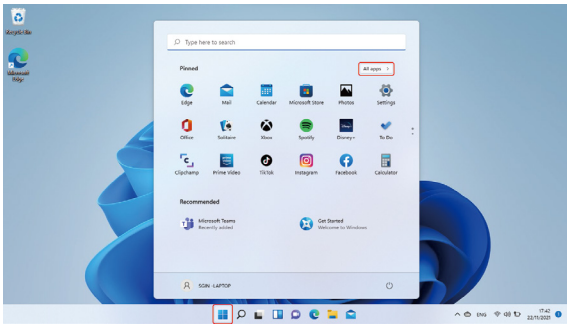 Recycle Bin
Microsoft
Edge
Type here to search
Pinned
All apps
Edge
Mail
Calendar
Microsoft Store
Photos
Settings
Office
Solitaire
Xbox
Spotify
Disney+
To Do
Clipchamp
Prime Video
TikTok
Instagram
Facebook
Calculator
Recommended
Microsoft Teams
Recently added
Get Started
Welcome to Windows
SGIN -LAPTOP
ENG
17:42
22/11/2021